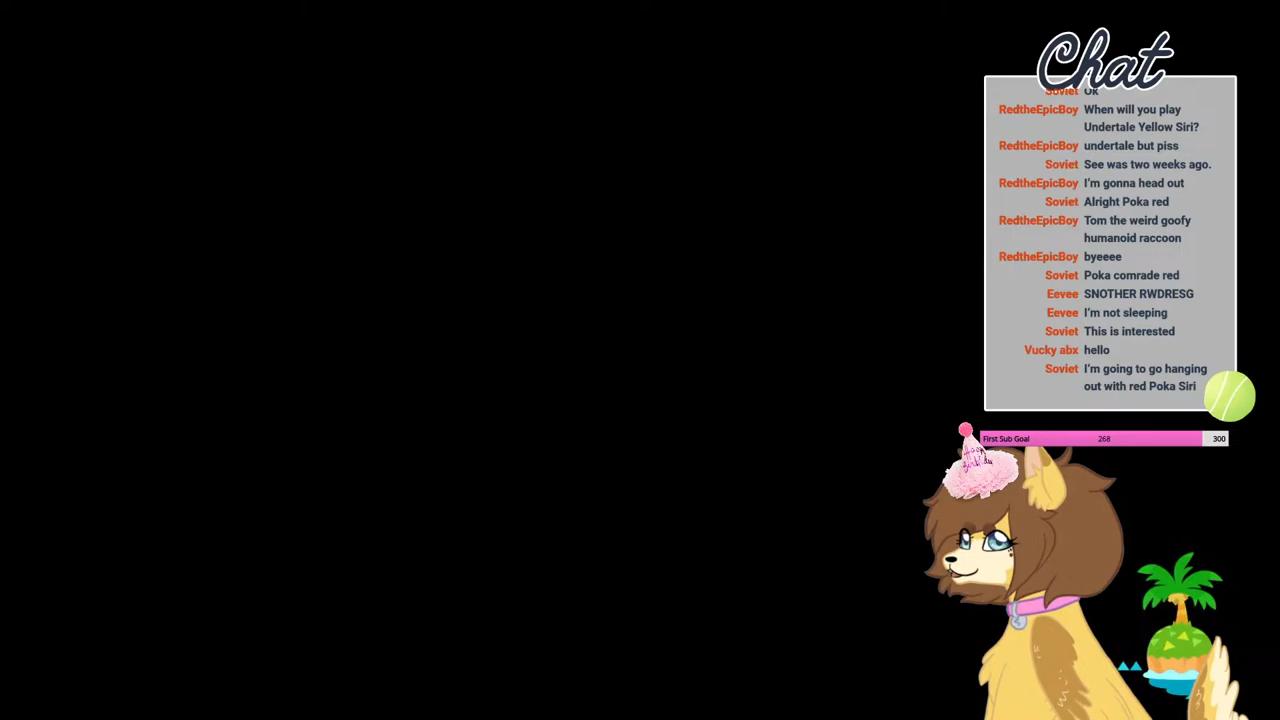 Chat
Soviet Ok
RedtheEpicBoy When will you play
Undertale Yellow Siri?
RedtheEpicBoy undertale but piss
Soviet See was two weeks ago.
RedtheEpicBoy I'm gonna head out
Soviet Alright Poka red
RedtheEpicBoy Tom the weird goofy
humanoid raccoon
RedtheEpicBoy byeeee
Soviet Poka comrade red
Eevee SNOTHER RWDRESG
Eevee I'm not sleeping
Soviet This is interested
Vucky abx hello
Soviet I'm going to go hanging
out with red Poka Siri
First Sub Goal 268 300